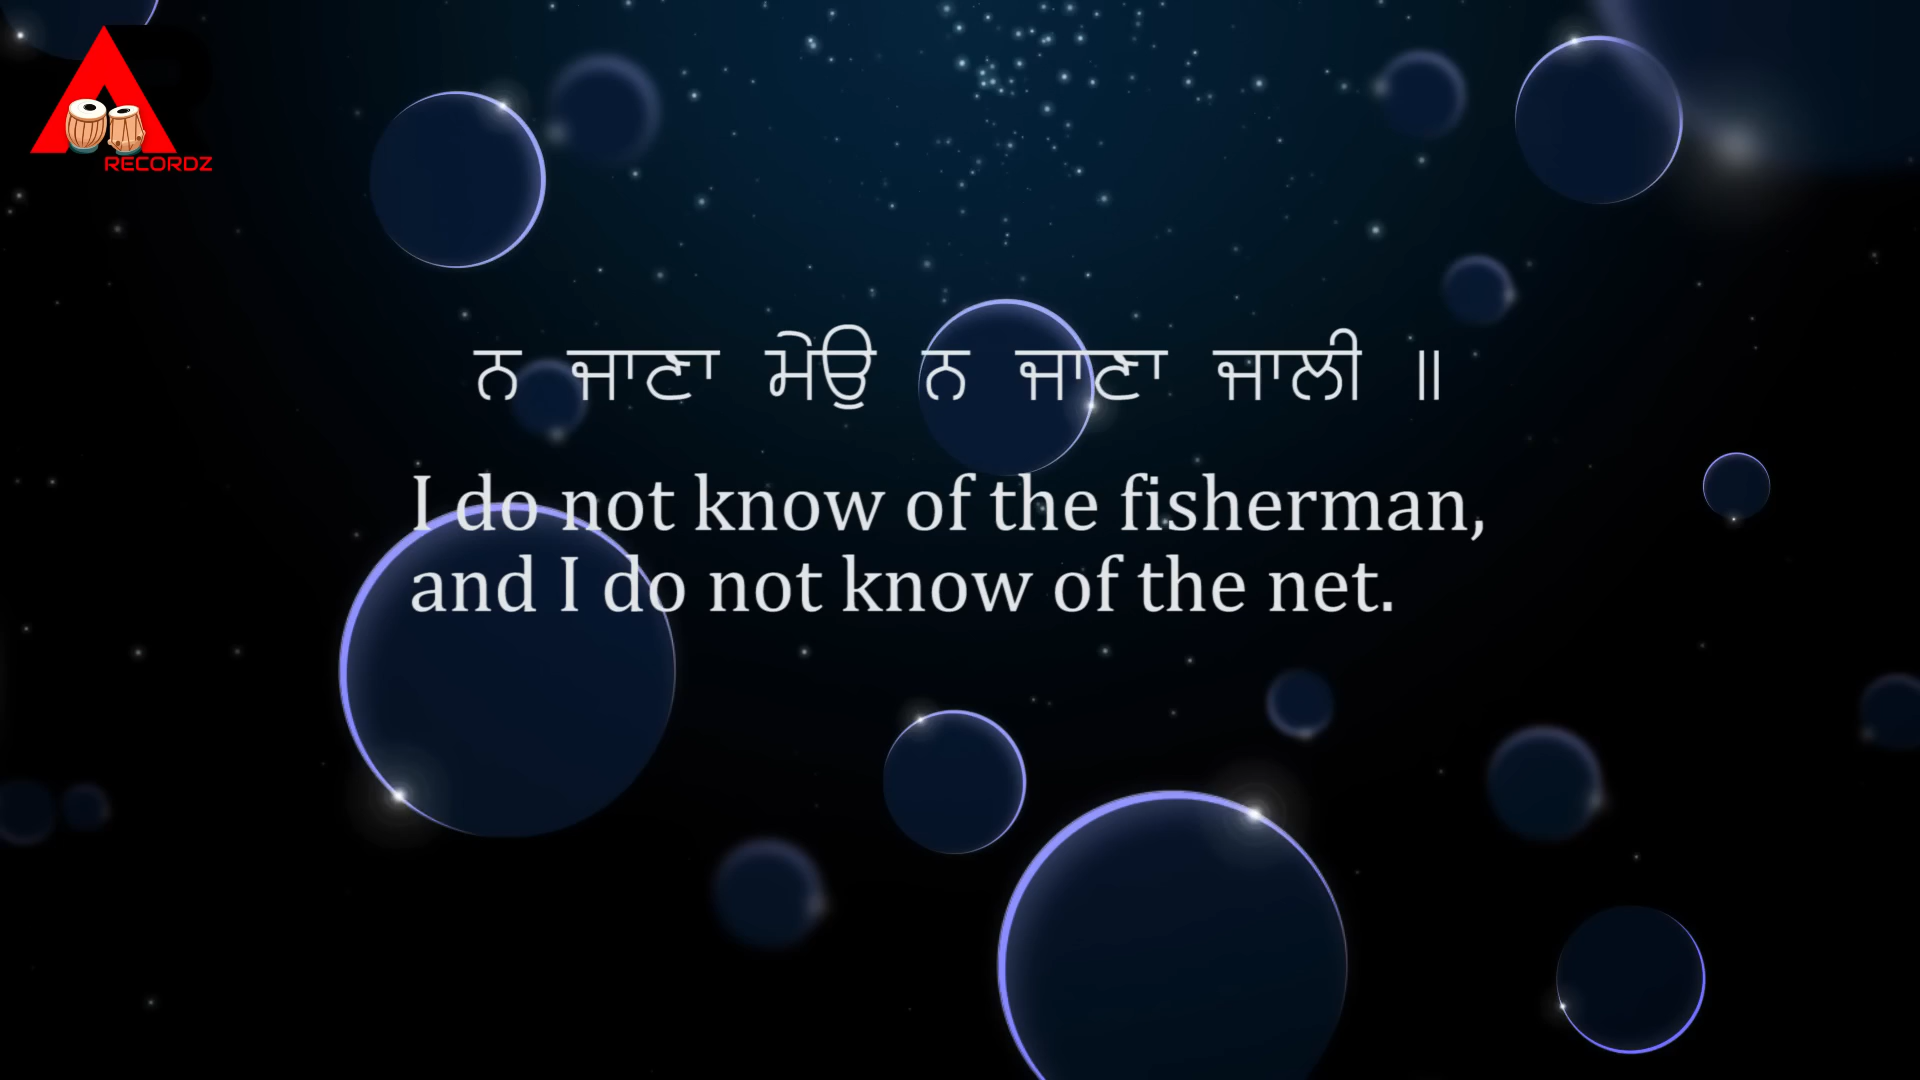 RECORDZ
ਨ ਜਾਣਾ ਮੇਉ ਨ ਜਾਣਾ ਜਾਲੀ ॥
I do not know of the fisherman,
and I do not know of the net.